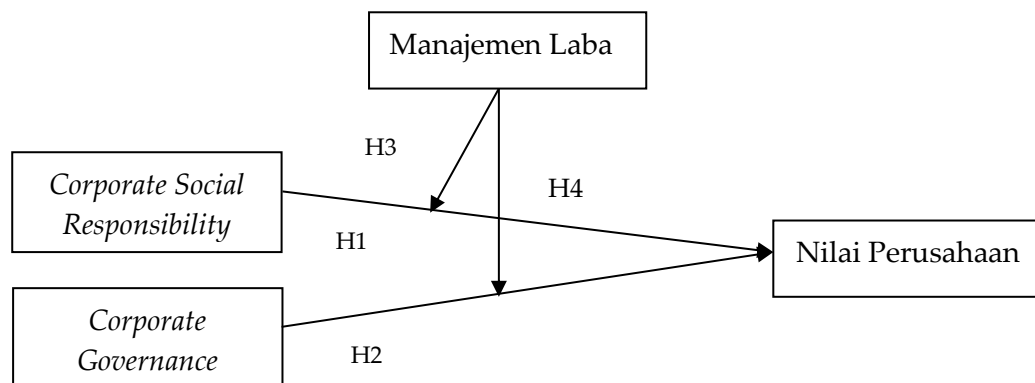 Manajemen Laba
H3
Corporate Social
Responsibility
H4
H1
Nilai Perusahaan
Corporate
Governance
H2